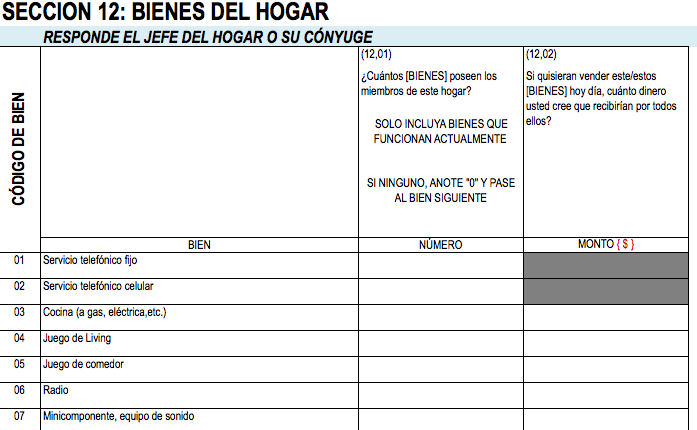 SECCION 12: BIENES DEL HOGAR
RESPONDE EL JEFE DEL HOGAR O SU CÓNYUGE
CÓDIGO DE BIEN
BIEN
(12,01)
¿Cuántos [BIENES] poseen los
miembros de este hogar?
SOLO INCLUYA BIENES QUE
FUNCIONAN ACTUALMENTE
SI NINGUNO, ANOTE "0" Y PASE
AL BIEN SIGUIENTE
NÚMERO
(12,02)
Si quisieran vender este/estos
[BIENES] hoy día, cuánto dinero
usted cree que recibirían por todos
ellos?
MONTO { $ }
01 Servicio telefónico fijo
02 Servicio telefónico celular
03 Cocina (a gas, eléctrica,etc.)
04 Juego de Living
05 Juego de comedor
06 Radio
07 Minicomponente, equipo de sonido